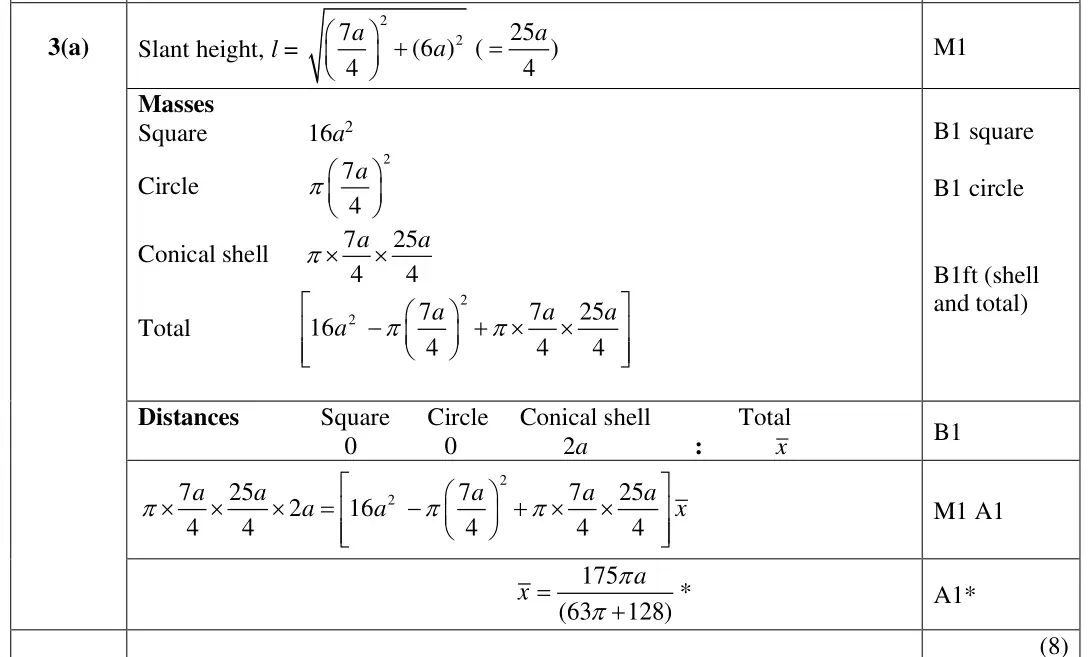 3(a) Slant height, l = √((7a/4)² + (6a)²) (= 25a/4) M1
Masses
Square 16a² B1 square
Circle π(7a/4)² B1 circle
Conical shell π × 7a/4 × 25a/4 B1ft (shell and total)
Total [16a² − π(7a/4)² + π × 7a/4 × 25a/4]
Distances Square Circle Conical shell Total B1
0 0 2a : x̄
π × 7a/4 × 25a/4 × 2a = [16a² − π(7a/4)² + π × 7a/4 × 25a/4] x̄ M1 A1
x̄ = 175πa/(63π + 128) * A1*
(8)